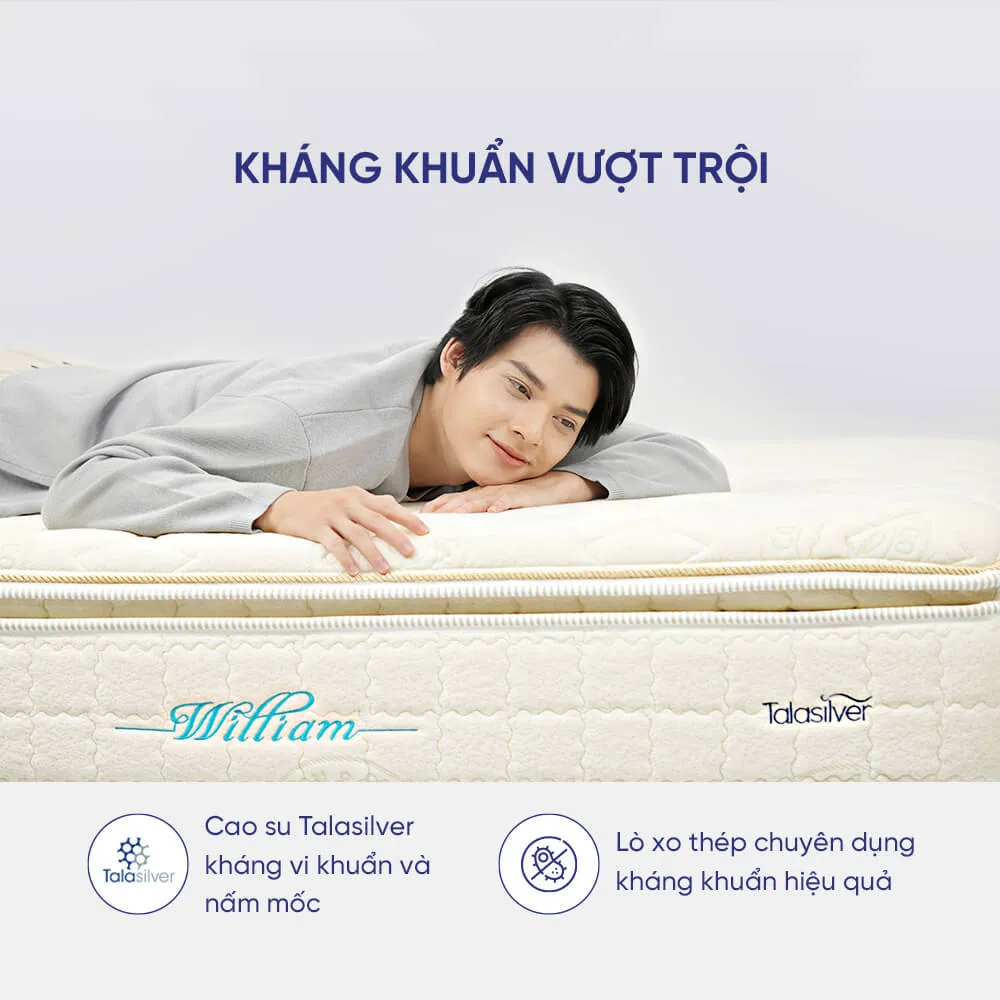 KHÁNG KHUẨN VƯỢT TRỘI
William
Talasilver
Talasilver
Cao su Talasilver
kháng vi khuẩn và
nấm mốc
Lò xo thép chuyên dụng
kháng khuẩn hiệu quả